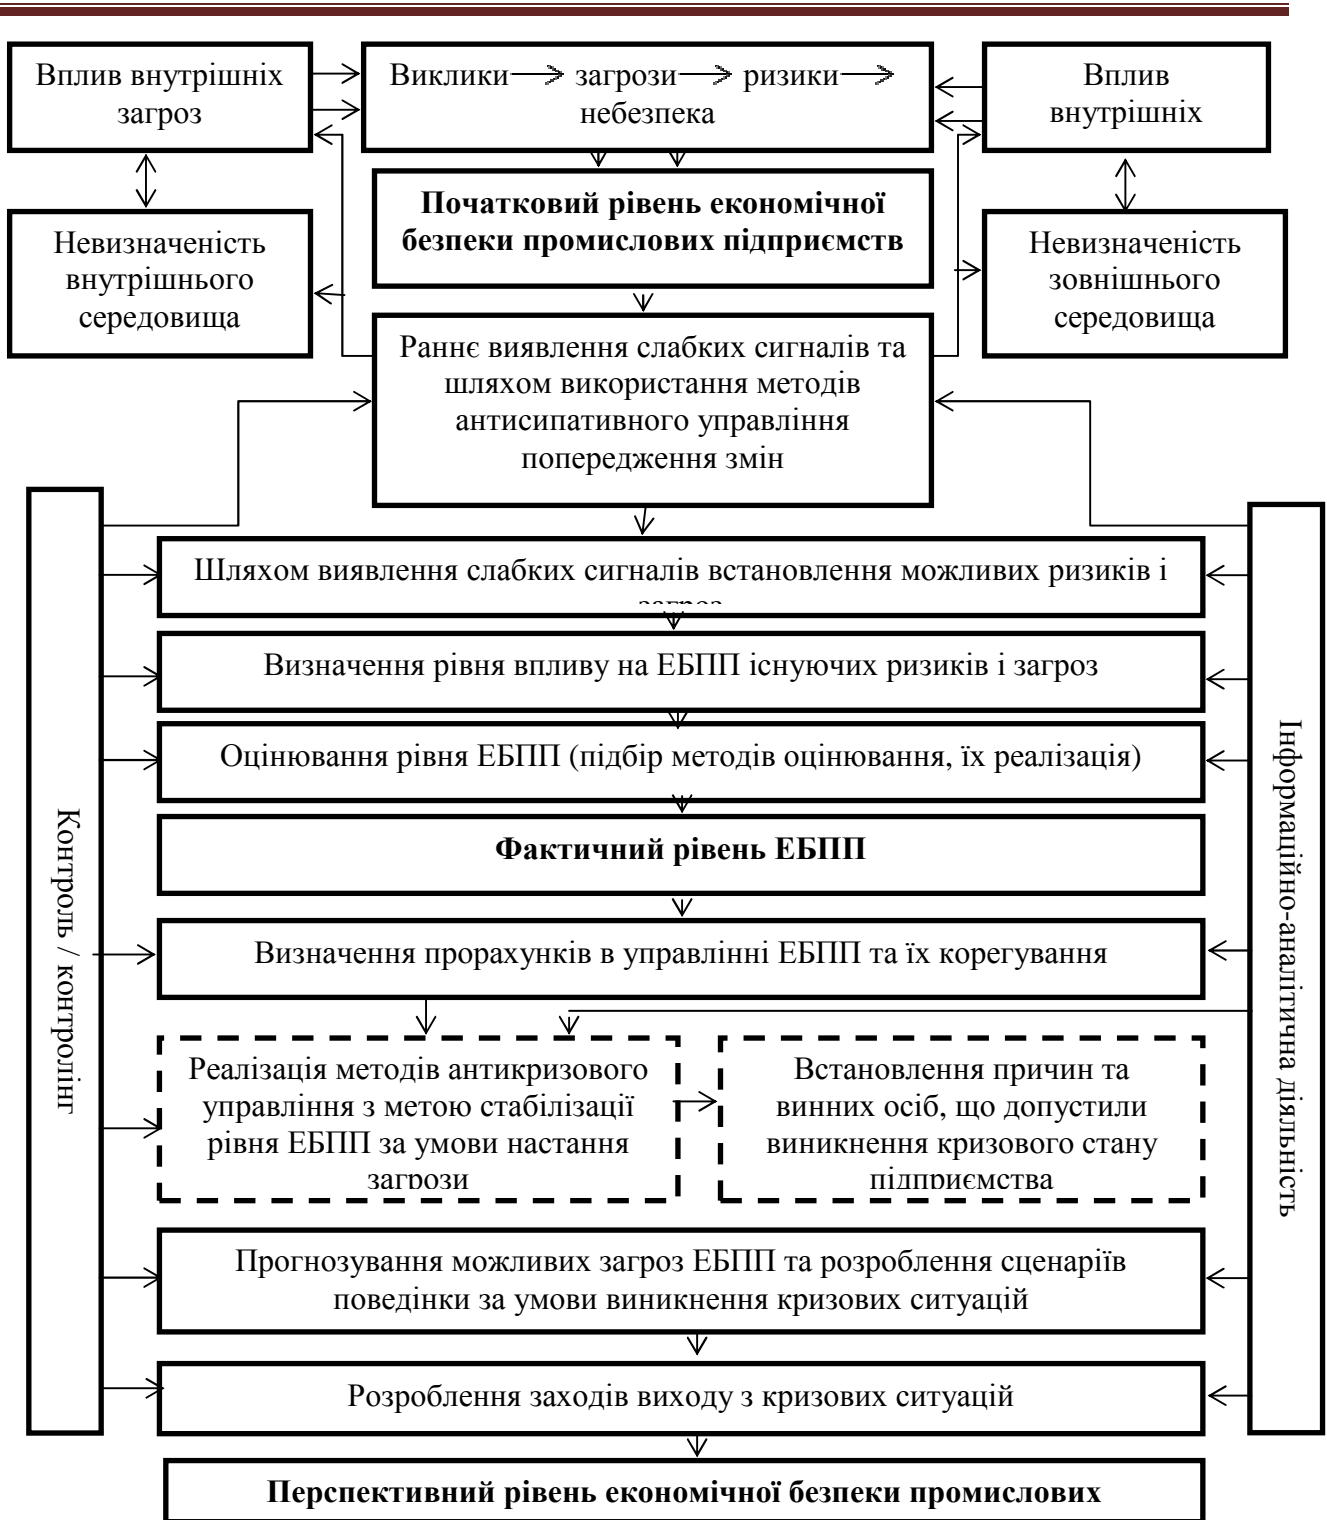 Вплив внутрішніх
загроз
Виклики загрози ризики
небезпека
Вплив
внутрішніх
Початковий рівень економічної
безпеки промислових підприємств
Невизначеність
внутрішнього
середовища
Невизначеність
зовнішнього
середовища
Раннє виявлення слабких сигналів та
шляхом використання методів
антисипативного управління
попередження змін
Шляхом виявлення слабких сигналів встановлення можливих ризиків і
Визначення рівня впливу на ЕБПП існуючих ризиків і загроз
Оцінювання рівня ЕБПП (підбір методів оцінювання, їх реалізація)
Фактичний рівень ЕБПП
Визначення прорахунків в управлінні ЕБПП та їх корегування
Реалізація методів антикризового
управління з метою стабілізації
рівня ЕБПП за умови настання
загрози
Встановлення причин та
винних осіб, що допустили
виникнення кризового стану
підприємства
Прогнозування можливих загроз ЕБПП та розроблення сценаріїв
поведінки за умови виникнення кризових ситуацій
Розроблення заходів виходу з кризових ситуацій
Перспективний рівень економічної безпеки промислових
Контроль / контролінг
Інформаційно-аналітична діяльність